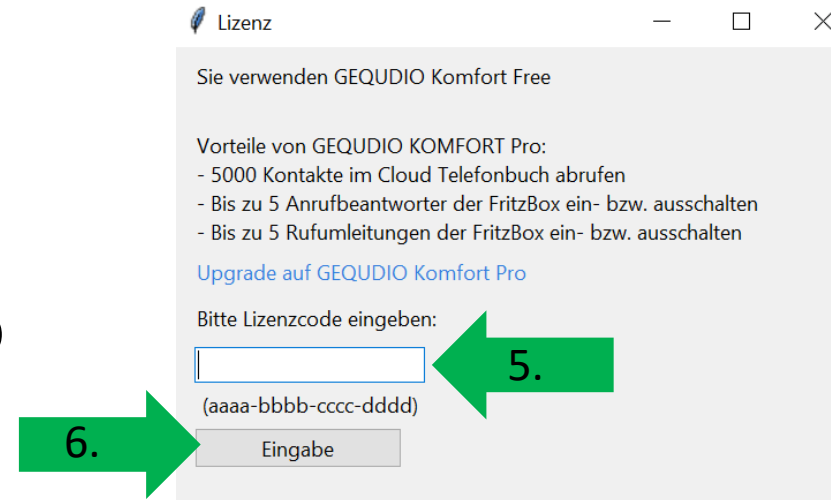 Lizenz
Sie verwenden GEQUDIO Komfort Free
Vorteile von GEQUDIO KOMFORT Pro:
- 5000 Kontakte im Cloud Telefonbuch abrufen
- Bis zu 5 Anrufbeantworter der FritzBox ein- bzw. ausschalten
- Bis zu 5 Rufumleitungen der FritzBox ein- bzw. ausschalten
Upgrade auf GEQUDIO Komfort Pro
Bitte Lizenzcode eingeben:
)
5.
(aaaa-bbbb-cccc-dddd)
6.
Eingabe